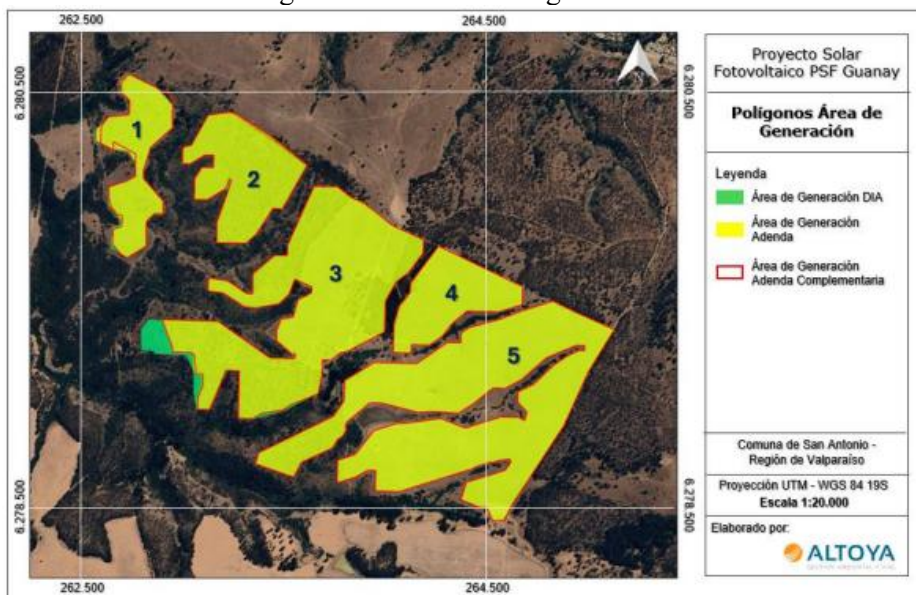 262.500
264.500
6.280.500
6.280.500
1
2
3
4
5
6.278.500
6.278.500
262.500
264.500
Proyecto Solar
Fotovoltaico PSF Guanay
Polígonos Área de
Generación
Leyenda
Área de Generación DIA
Área de Generación
Adenda
Área de Generación
Adenda Complementaria
Comuna de San Antonio -
Región de Valparaíso
Proyección UTM - WGS 84 19S
Escala 1:20.000
Elaborado por:
ALTOYA